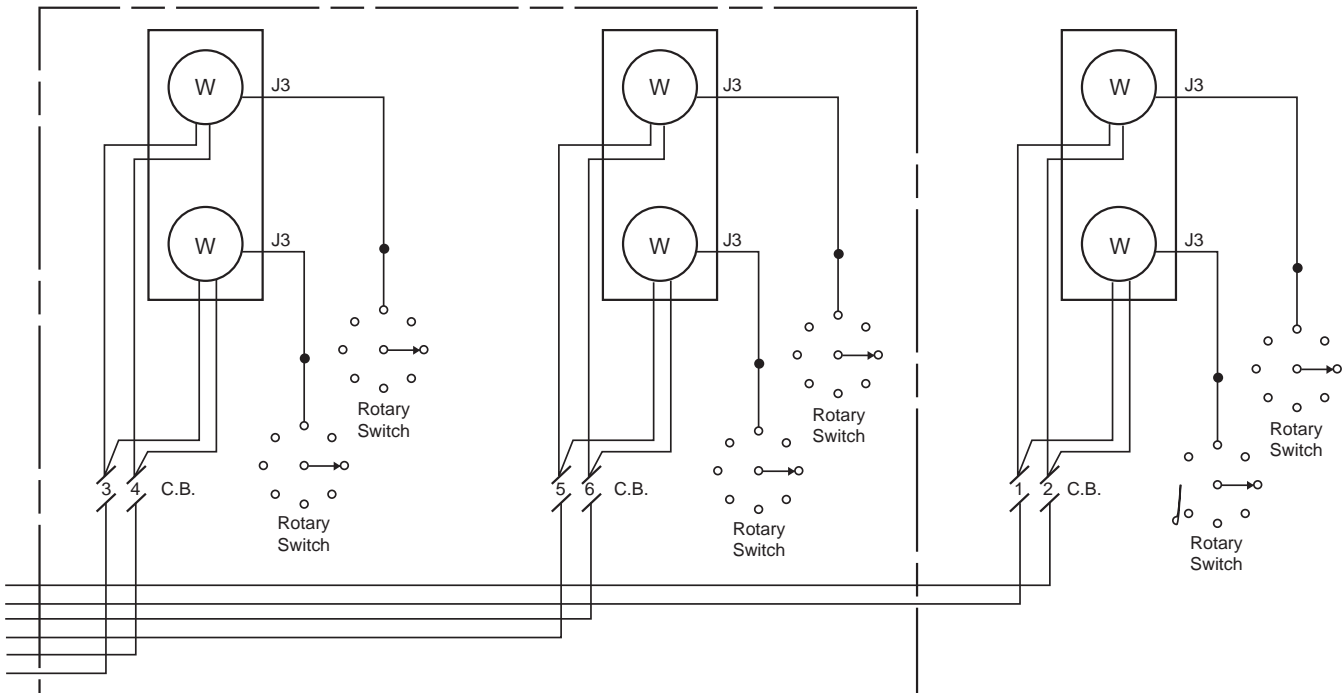 W
J3
W
J3
Rotary
Switch
3 4 C.B.
Rotary
Switch
W
J3
W
J3
Rotary
Switch
5 6 C.B.
Rotary
Switch
W
J3
W
J3
Rotary
Switch
1 2 C.B.
Rotary
Switch